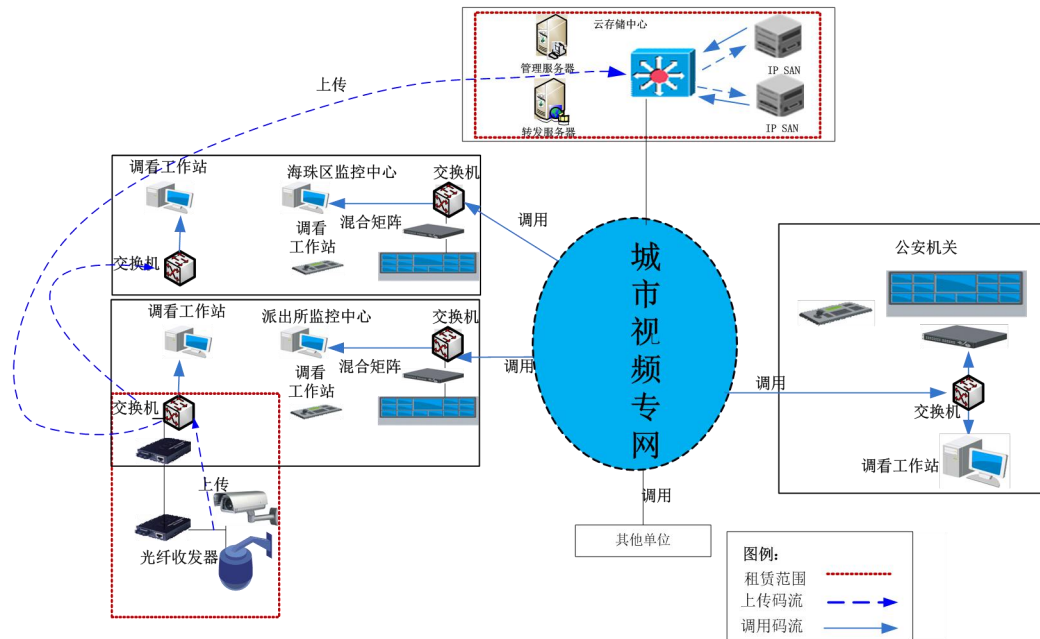 云存储中心
管理服务器
IP SAN
转发服务器
IP SAN
上传
调看工作站
海珠区监控中心
交换机
混合矩阵
调用
调看
工作站
交换机
调看工作站
派出所监控中心
交换机
混合矩阵
调用
调看
工作站
交换机
上传
光纤收发器
城市视频专网
调用
其他单位
公安机关
调用
交换机
调看工作站
图例:
租赁范围
上传码流
调用码流